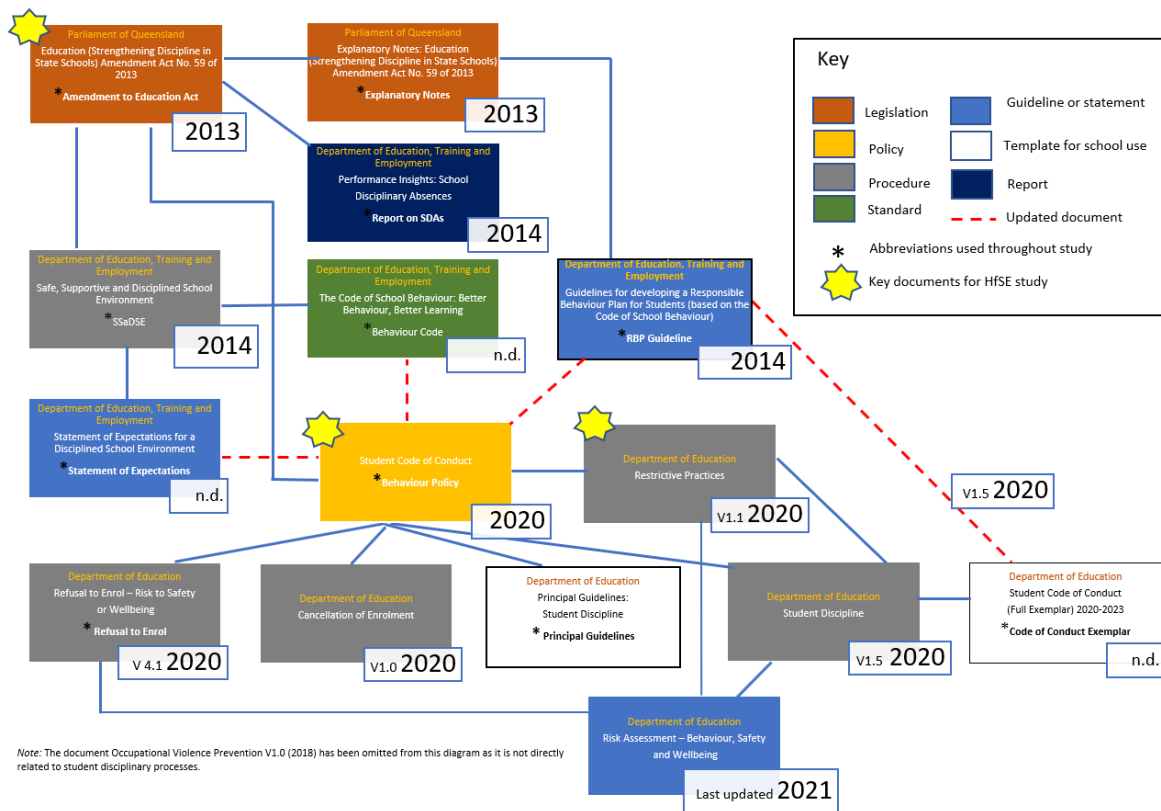 Parliament of Queensland
Education (Strengthening Discipline in
State Schools) Amendment Act No. 59 of
2013
*Amendment to Education Act
2013
Parliament of Queensland
Explanatory Notes: Education
(Strengthening Discipline in State Schools)
Amendment Act No. 59 of 2013
*Explanatory Notes
2013
Department of Education, Training and
Employment
Performance Insights: School
Disciplinary Absences
*Report on SDAs
2014
Key
Legislation
Policy
Procedure
Standard
Guideline or statement
Template for school use
Report
Updated document
* Abbreviations used throughout study
Key documents for HfSE study
Department of Education, Training and
Employment
Safe, Supportive and Disciplined School
Environment
*SSaDSE
2014
Department of Education, Training and
Employment
The Code of School Behaviour: Better
Behaviour, Better Learning
*Behaviour Code
n.d.
Department of Education, Training and
Employment
Guidelines for developing a Responsible
Behaviour Plan for Students (based on the
Code of School Behaviour)
*RBP Guideline
2014
Department of Education, Training and
Employment
Statement of Expectations for a
Disciplined School Environment
*Statement of Expectations
n.d.
Student Code of Conduct
*Behaviour Policy
2020
Department of Education
Restrictive Practices
V1.1 2020
V1.5 2020
Department of Education
Refusal to Enrol – Risk to Safety
or Wellbeing
* Refusal to Enrol
V 4.1 2020
Department of Education
Cancellation of Enrolment
V1.0 2020
Department of Education
Principal Guidelines:
Student Discipline
* Principal Guidelines
Department of Education
Student Discipline
V1.5 2020
Department of Education
Student Code of Conduct
(Full Exemplar) 2020-2023
*Code of Conduct Exemplar
n.d.
Department of Education
Risk Assessment – Behaviour, Safety
and Wellbeing
Last updated 2021
Note: The document Occupational Violence Prevention V1.0 (2018) has been omitted from this diagram as it is not directly
related to student disciplinary processes.